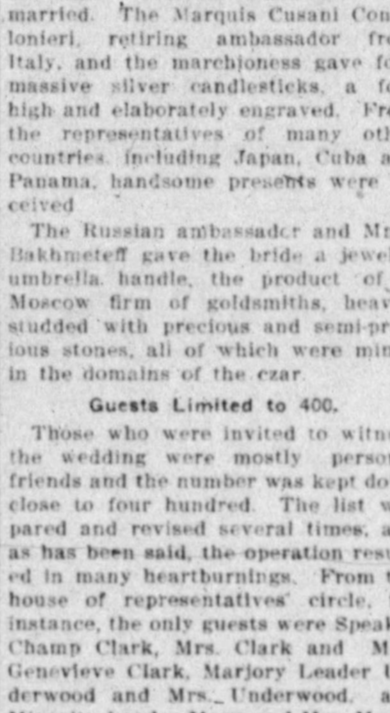 married. The Marquis Cusani Con
lonieri, retiring ambassador fr
Italy, and the marchioness gave f
massive silver candlesticks, a f
high and elaborately engraved. Fr
the representatives of many oth
countries, including Japan, Cuba a
Panama, handsome presents were
ceived
The Russian ambassador and Mr
Bakhmeteff gave the bride a jewe
umbrella handle, the product of
Moscow firm of goldsmiths, heav
studded with precious and semi-pr
ious stones, all of which were min
in the domains of the czar.
Guests Limited to 400.
Those who were invited to witn
the wedding were mostly person
friends and the number was kept do
close to four hundred. The list w
pared and revised several times, a
as has been said, the operation resu
ed in many heartburnings. From t
house of representatives' circle,
instance, the only guests were Speak
Champ Clark, Mrs. Clark and M
Genevieve Clark, Marjory Leader U
derwood and Mrs. Underwood, a